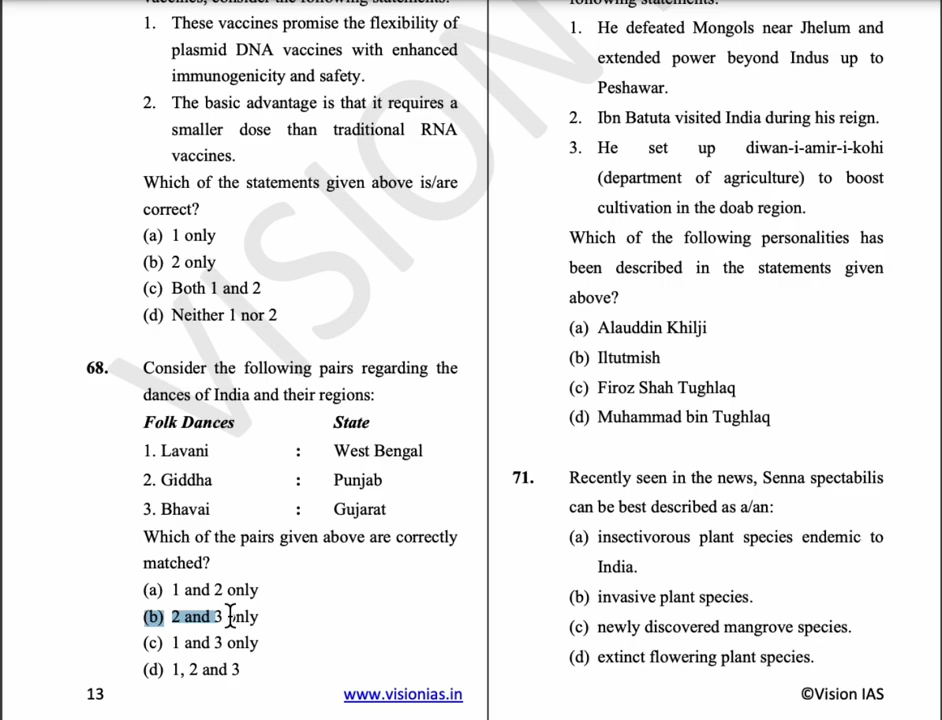 1. These vaccines promise the flexibility of
plasmid DNA vaccines with enhanced
immunogenicity and safety.
2. The basic advantage is that it requires a
smaller dose than traditional RNA
vaccines.
Which of the statements given above is/are
correct?
(a) 1 only
(b) 2 only
(c) Both 1 and 2
(d) Neither 1 nor 2
68. Consider the following pairs regarding the
dances of India and their regions:
Folk Dances State
1. Lavani : West Bengal
2. Giddha : Punjab
3. Bhavai : Gujarat
Which of the pairs given above are correctly
matched?
(a) 1 and 2 only
(b) 2 and 3 only
(c) 1 and 3 only
(d) 1, 2 and 3
following statements:
1. He defeated Mongols near Jhelum and
extended power beyond Indus up to
Peshawar.
2. Ibn Batuta visited India during his reign.
3. He set up diwan-i-amir-i-kohi
(department of agriculture) to boost
cultivation in the doab region.
Which of the following personalities has
been described in the statements given
above?
(a) Alauddin Khilji
(b) Iltutmish
(c) Firoz Shah Tughlaq
(d) Muhammad bin Tughlaq
71. Recently seen in the news, Senna spectabilis
can be best described as a/an:
(a) insectivorous plant species endemic to
India.
(b) invasive plant species.
(c) newly discovered mangrove species.
(d) extinct flowering plant species.
13 www.visionias.in ©Vision IAS
VISION